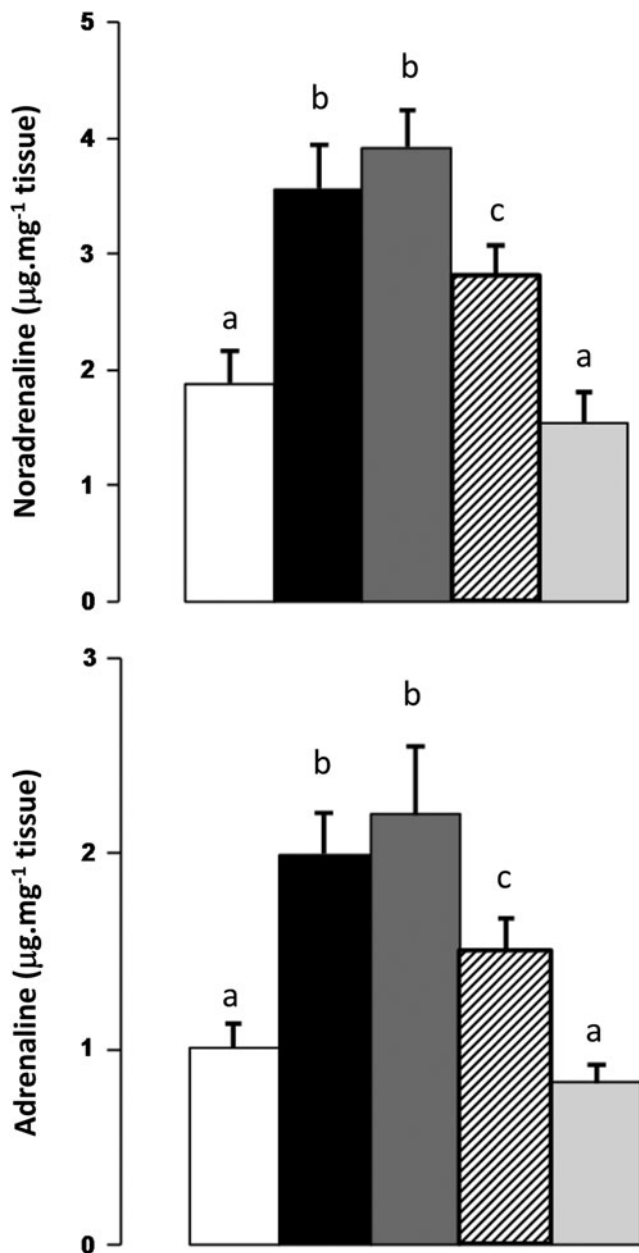 Noradrenaline (µg.mg⁻¹ tissue)
5
4
3
2
1
0
a
b
b
c
a
Adrenaline (µg.mg⁻¹ tissue)
3
2
1
0
a
b
b
c
a